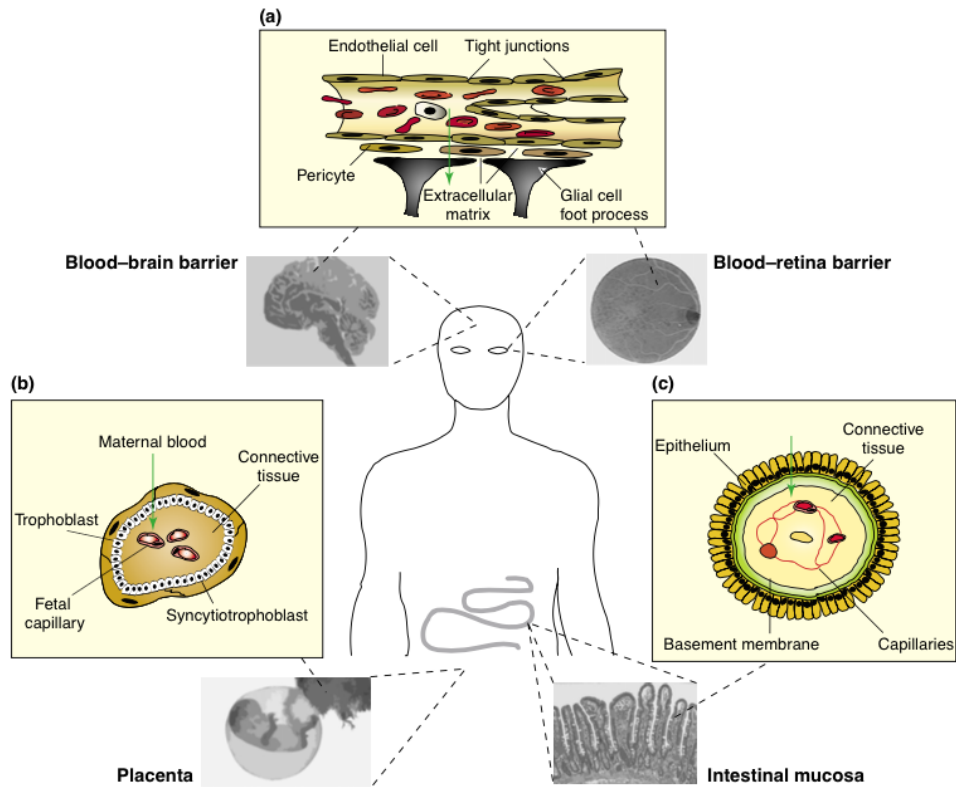 (a)
Endothelial cell
Tight junctions
Pericyte
Extracellular
matrix
Glial cell
foot process
Blood–brain barrier
Blood–retina barrier
(b)
Maternal blood
Connective
tissue
Trophoblast
Fetal
capillary
Syncytiotrophoblast
(c)
Epithelium
Connective
tissue
Basement membrane
Capillaries
Placenta
Intestinal mucosa